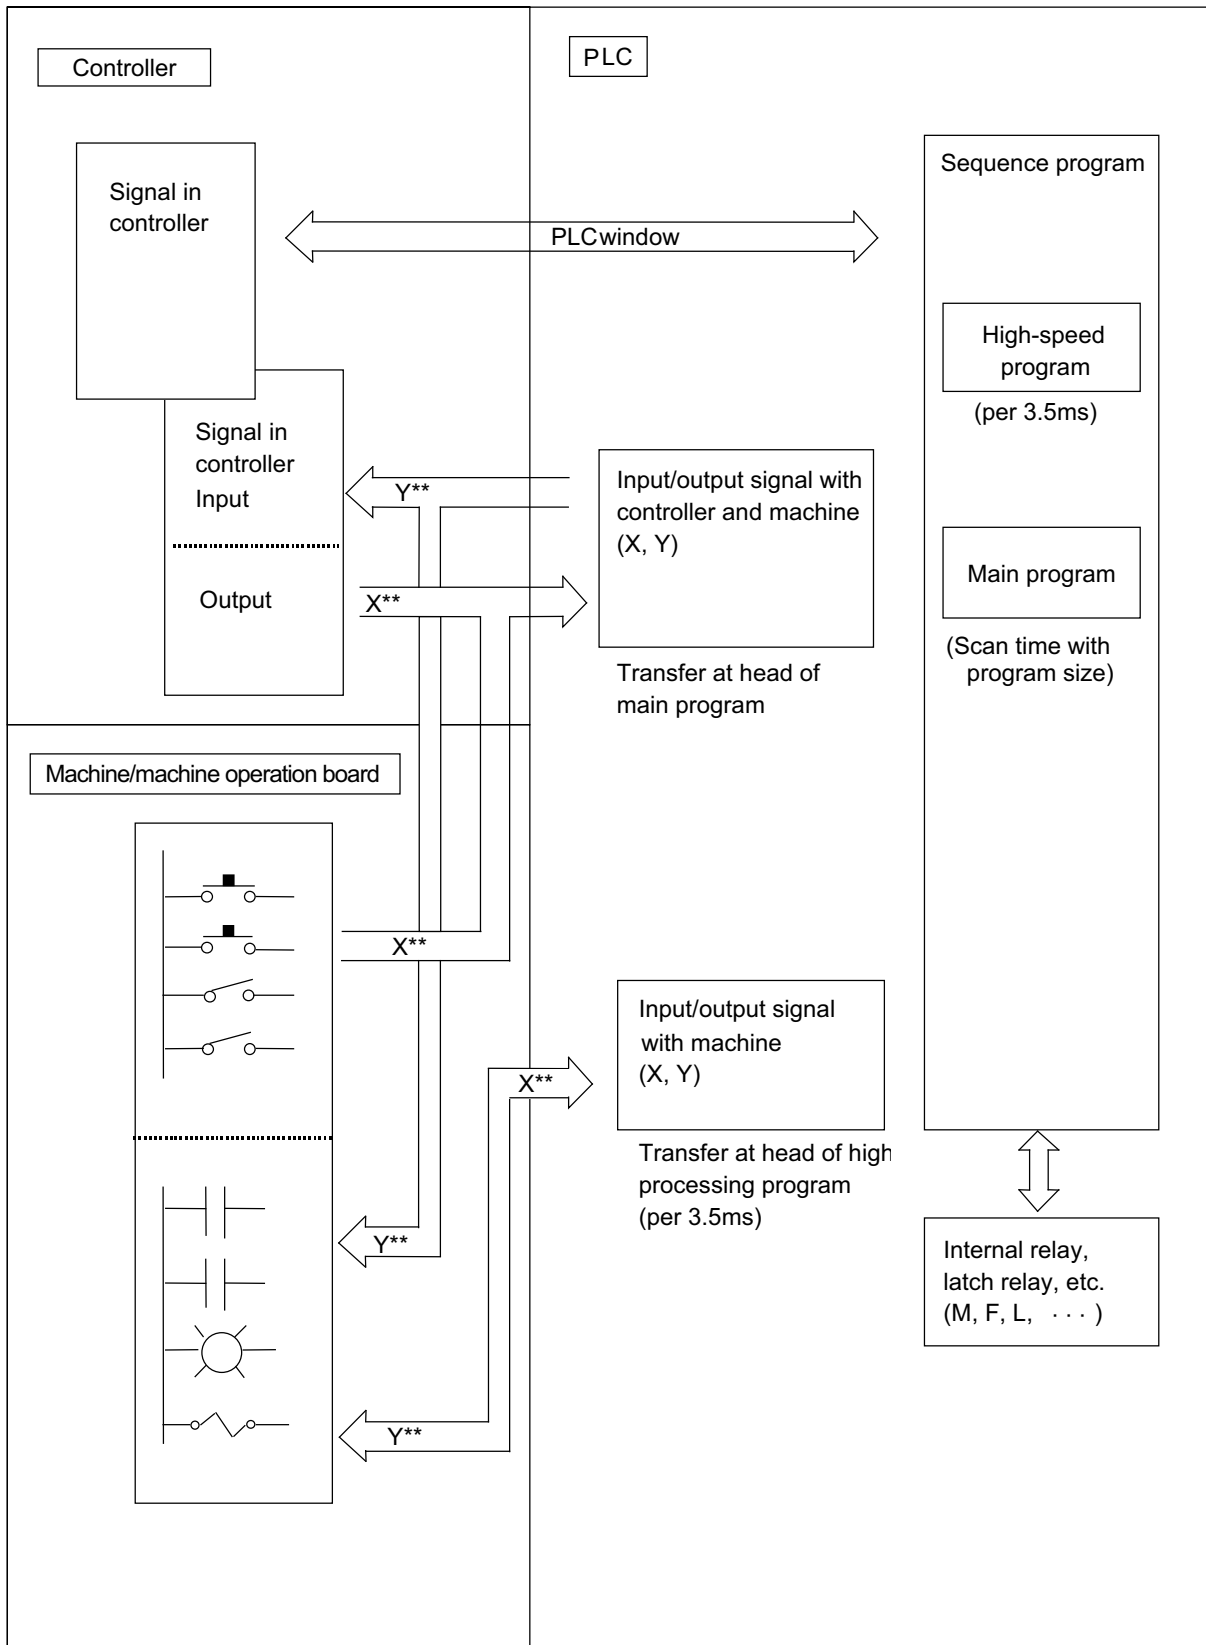 Controller
PLC
Signal in
controller
PLC window
Sequence program
High-speed
program
(per 3.5ms)
Signal in
controller
Input
Y**
Input/output signal with
controller and machine
(X, Y)
Main program
Output
X**
(Scan time with
program size)
Transfer at head of
main program
Machine/machine operation board
X**
Input/output signal
with machine
(X, Y)
X**
Transfer at head of high
processing program
(per 3.5ms)
Y**
Internal relay,
latch relay, etc.
(M, F, L, ···)
Y**